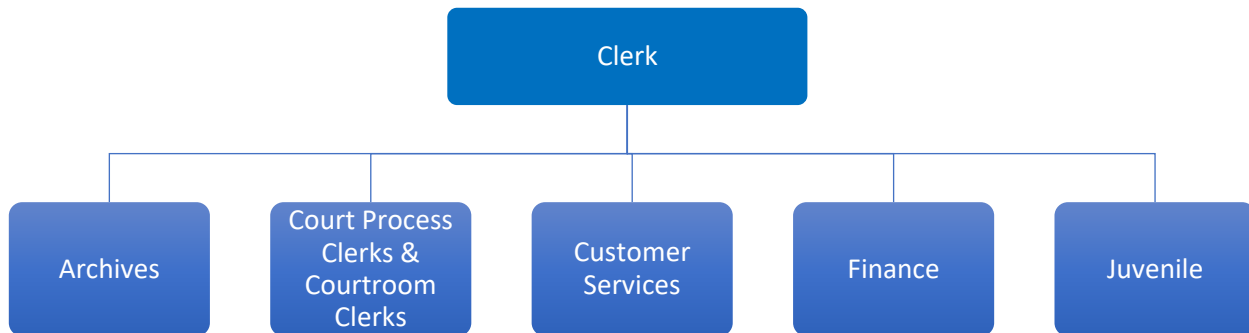 Clerk
Archives
Court Process
Clerks &
Courtroom
Clerks
Customer
Services
Finance
Juvenile